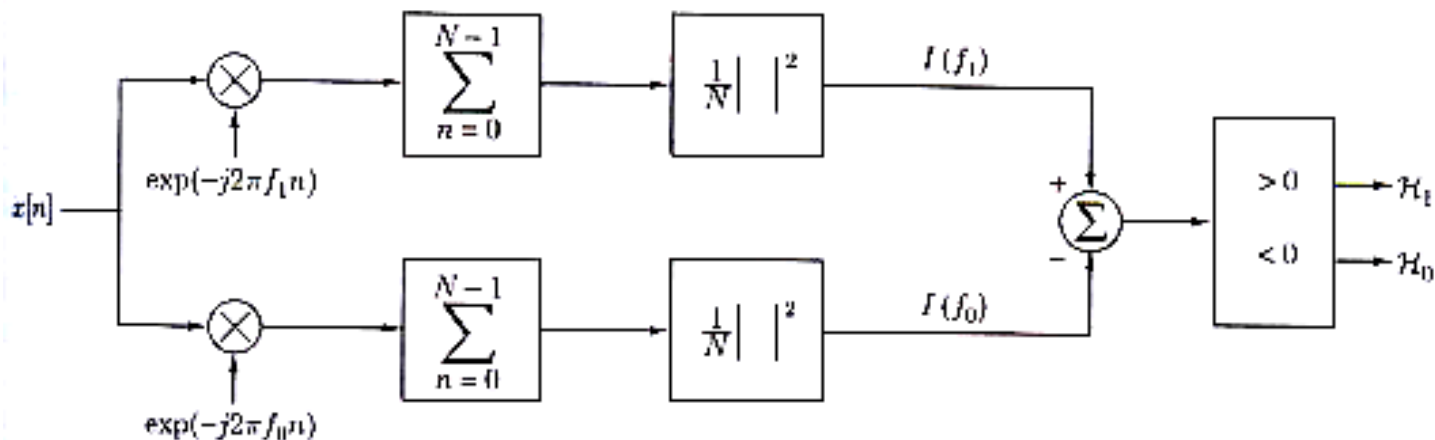 N − 1
∑
n = 0
1/N | |²
I(f₁)
exp(−j2πf₁n)
x[n]
+
∑
−
> 0
< 0
ℋ₁
ℋ₀
N − 1
∑
n = 0
1/N | |²
I(f₀)
exp(−j2πf₀n)